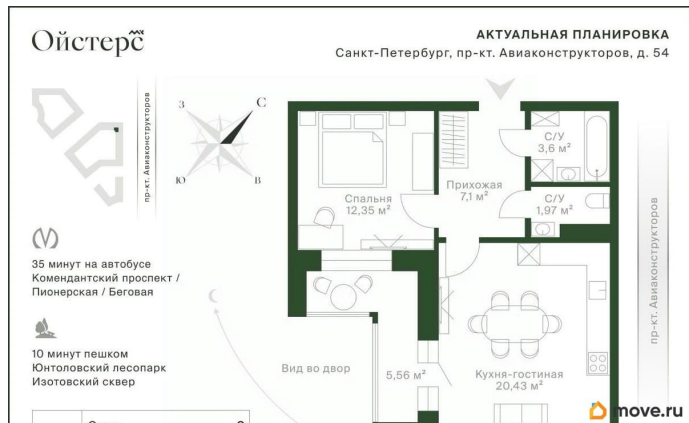 Ойстерс
АКТУАЛЬНАЯ ПЛАНИРОВКА
Санкт-Петербург, пр-кт. Авиаконструкторов, д. 54
пр-кт. Авиаконструкторов
З
С
Ю
В
С/У
3,6 м²
Прихожая
7,1 м²
Спальня
12,35 м²
С/У
1,97 м²
пр-кт. Авиаконструкторов
35 минут на автобусе
Комендантский проспект /
Пионерская / Беговая
10 минут пешком
Юнтоловский лесопарк
Изотовский сквер
Вид во двор
5,56 м²
Кухня-гостиная
20,43 м²
move.ru